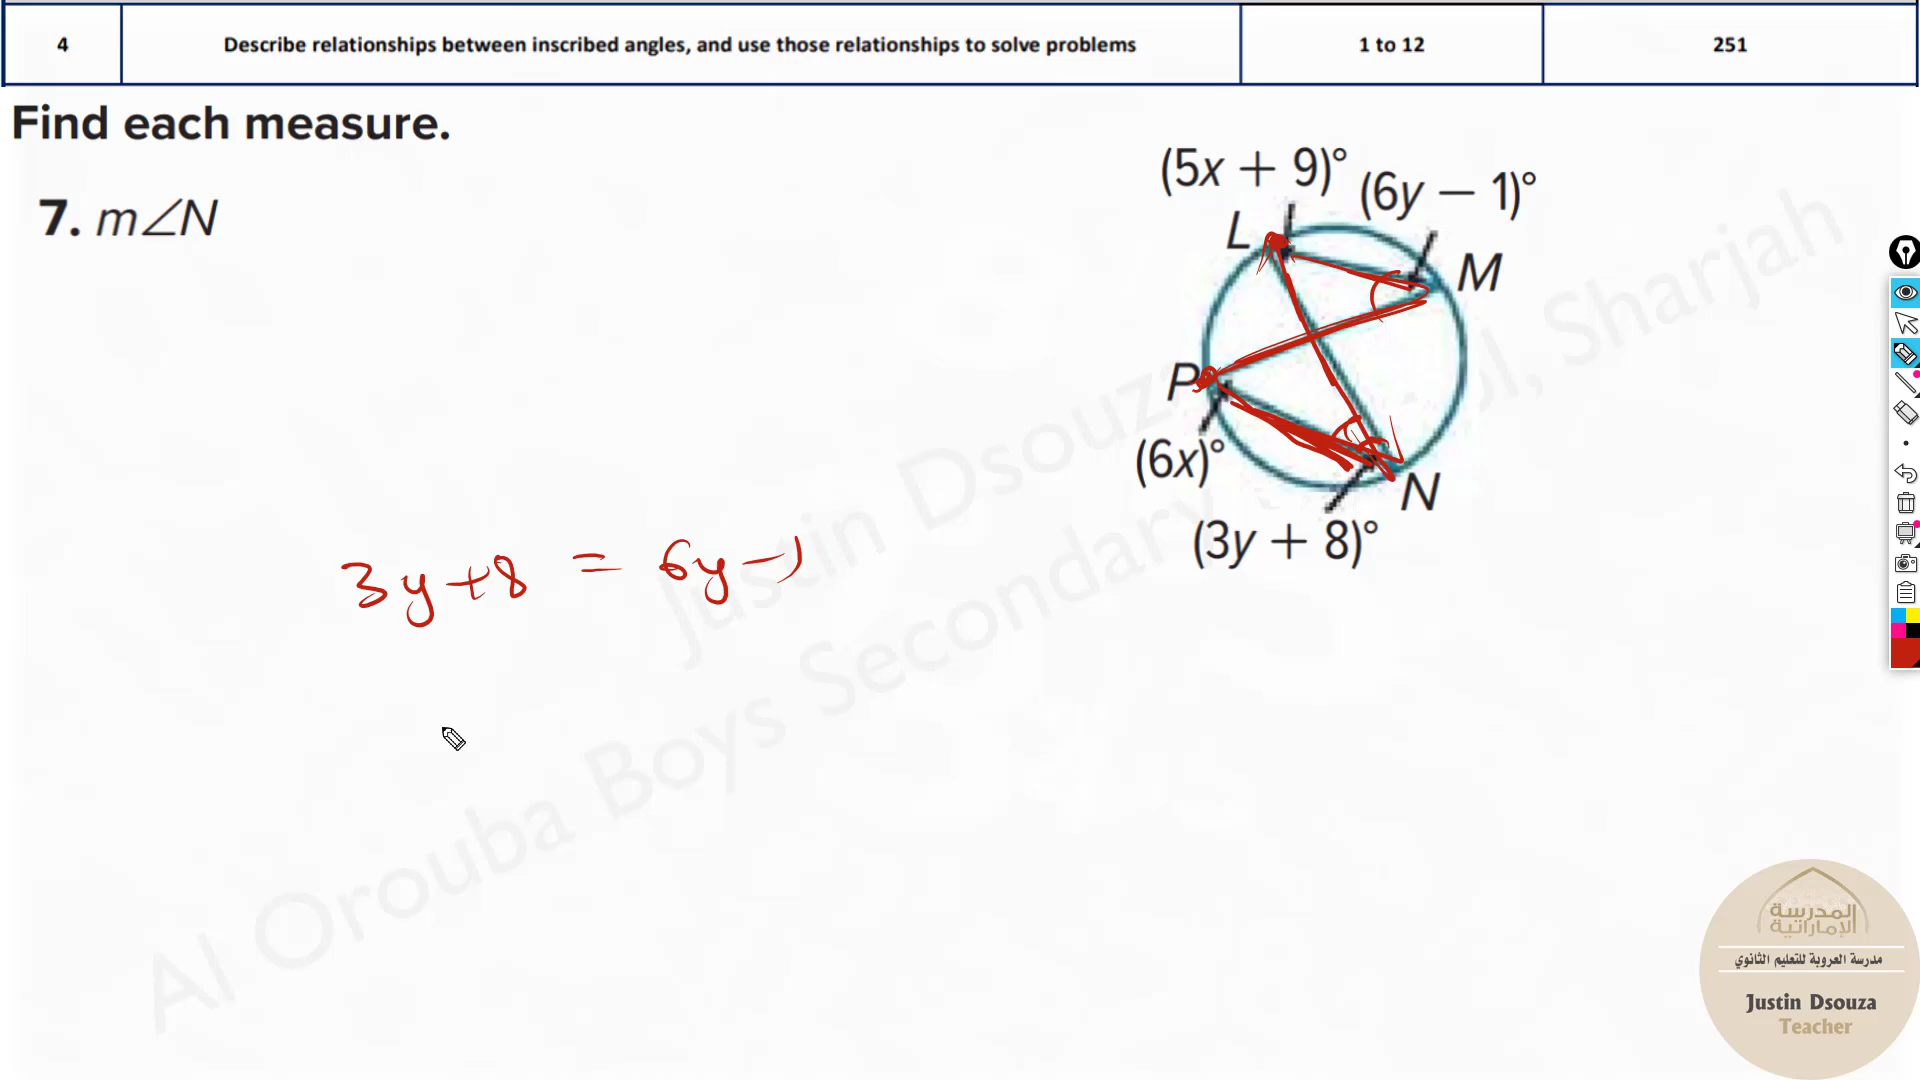 4 Describe relationships between inscribed angles, and use those relationships to solve problems 1 to 12 251
Find each measure.
7. m∠N
(5x + 9)°
(6y − 1)°
L
M
P
(6x)°
N
(3y + 8)°
3y+8 = 6y-1
Justin Dsouza
Al Orouba Boys Secondary School, Sharjah
المدرسة
الإماراتية
مدرسة العروبة للتعليم الثانوي
Justin Dsouza
Teacher